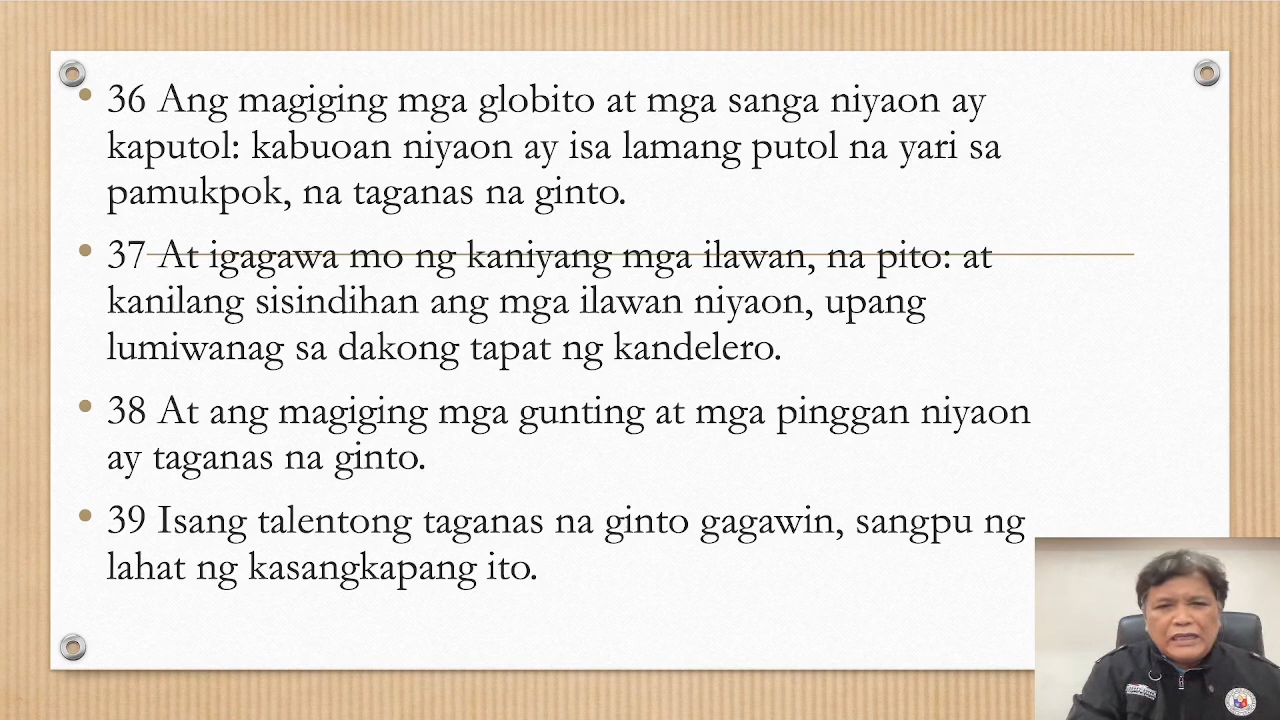 36 Ang magiging mga globito at mga sanga niyaon ay
kaputol: kabuoan niyaon ay isa lamang putol na yari sa
pamukpok, na taganas na ginto.
37 At igagawa mo ng kaniyang mga ilawan, na pito: at
kanilang sisindihan ang mga ilawan niyaon, upang
lumiwanag sa dakong tapat ng kandelero.
38 At ang magiging mga gunting at mga pinggan niyaon
ay taganas na ginto.
39 Isang talentong taganas na ginto gagawin, sangpu ng
lahat ng kasangkapang ito.